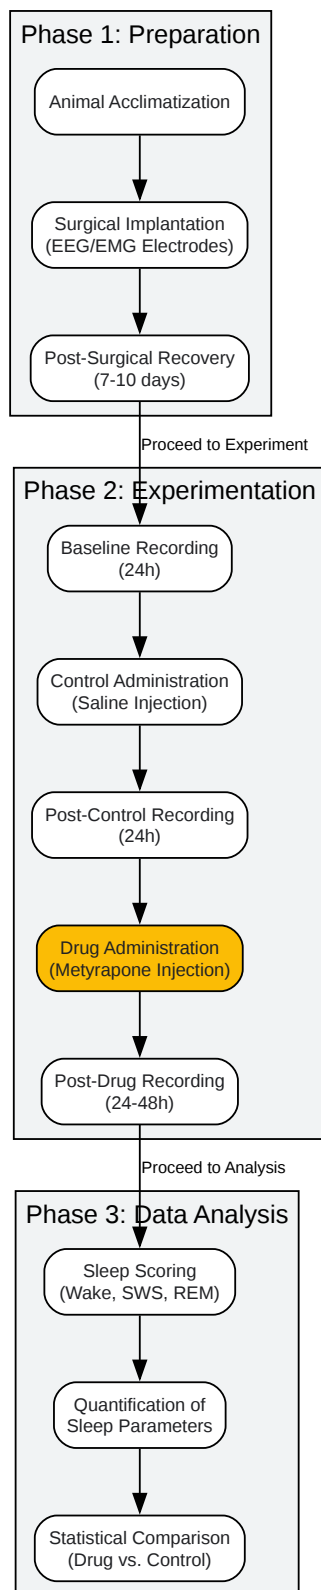 Phase 1: Preparation
Animal Acclimatization
Surgical Implantation
(EEG/EMG Electrodes)
Post-Surgical Recovery
(7-10 days)
Proceed to Experiment
Phase 2: Experimentation
Baseline Recording
(24h)
Control Administration
(Saline Injection)
Post-Control Recording
(24h)
Drug Administration
(Metyrapone Injection)
Post-Drug Recording
(24-48h)
Proceed to Analysis
Phase 3: Data Analysis
Sleep Scoring
(Wake, SWS, REM)
Quantification of
Sleep Parameters
Statistical Comparison
(Drug vs. Control)